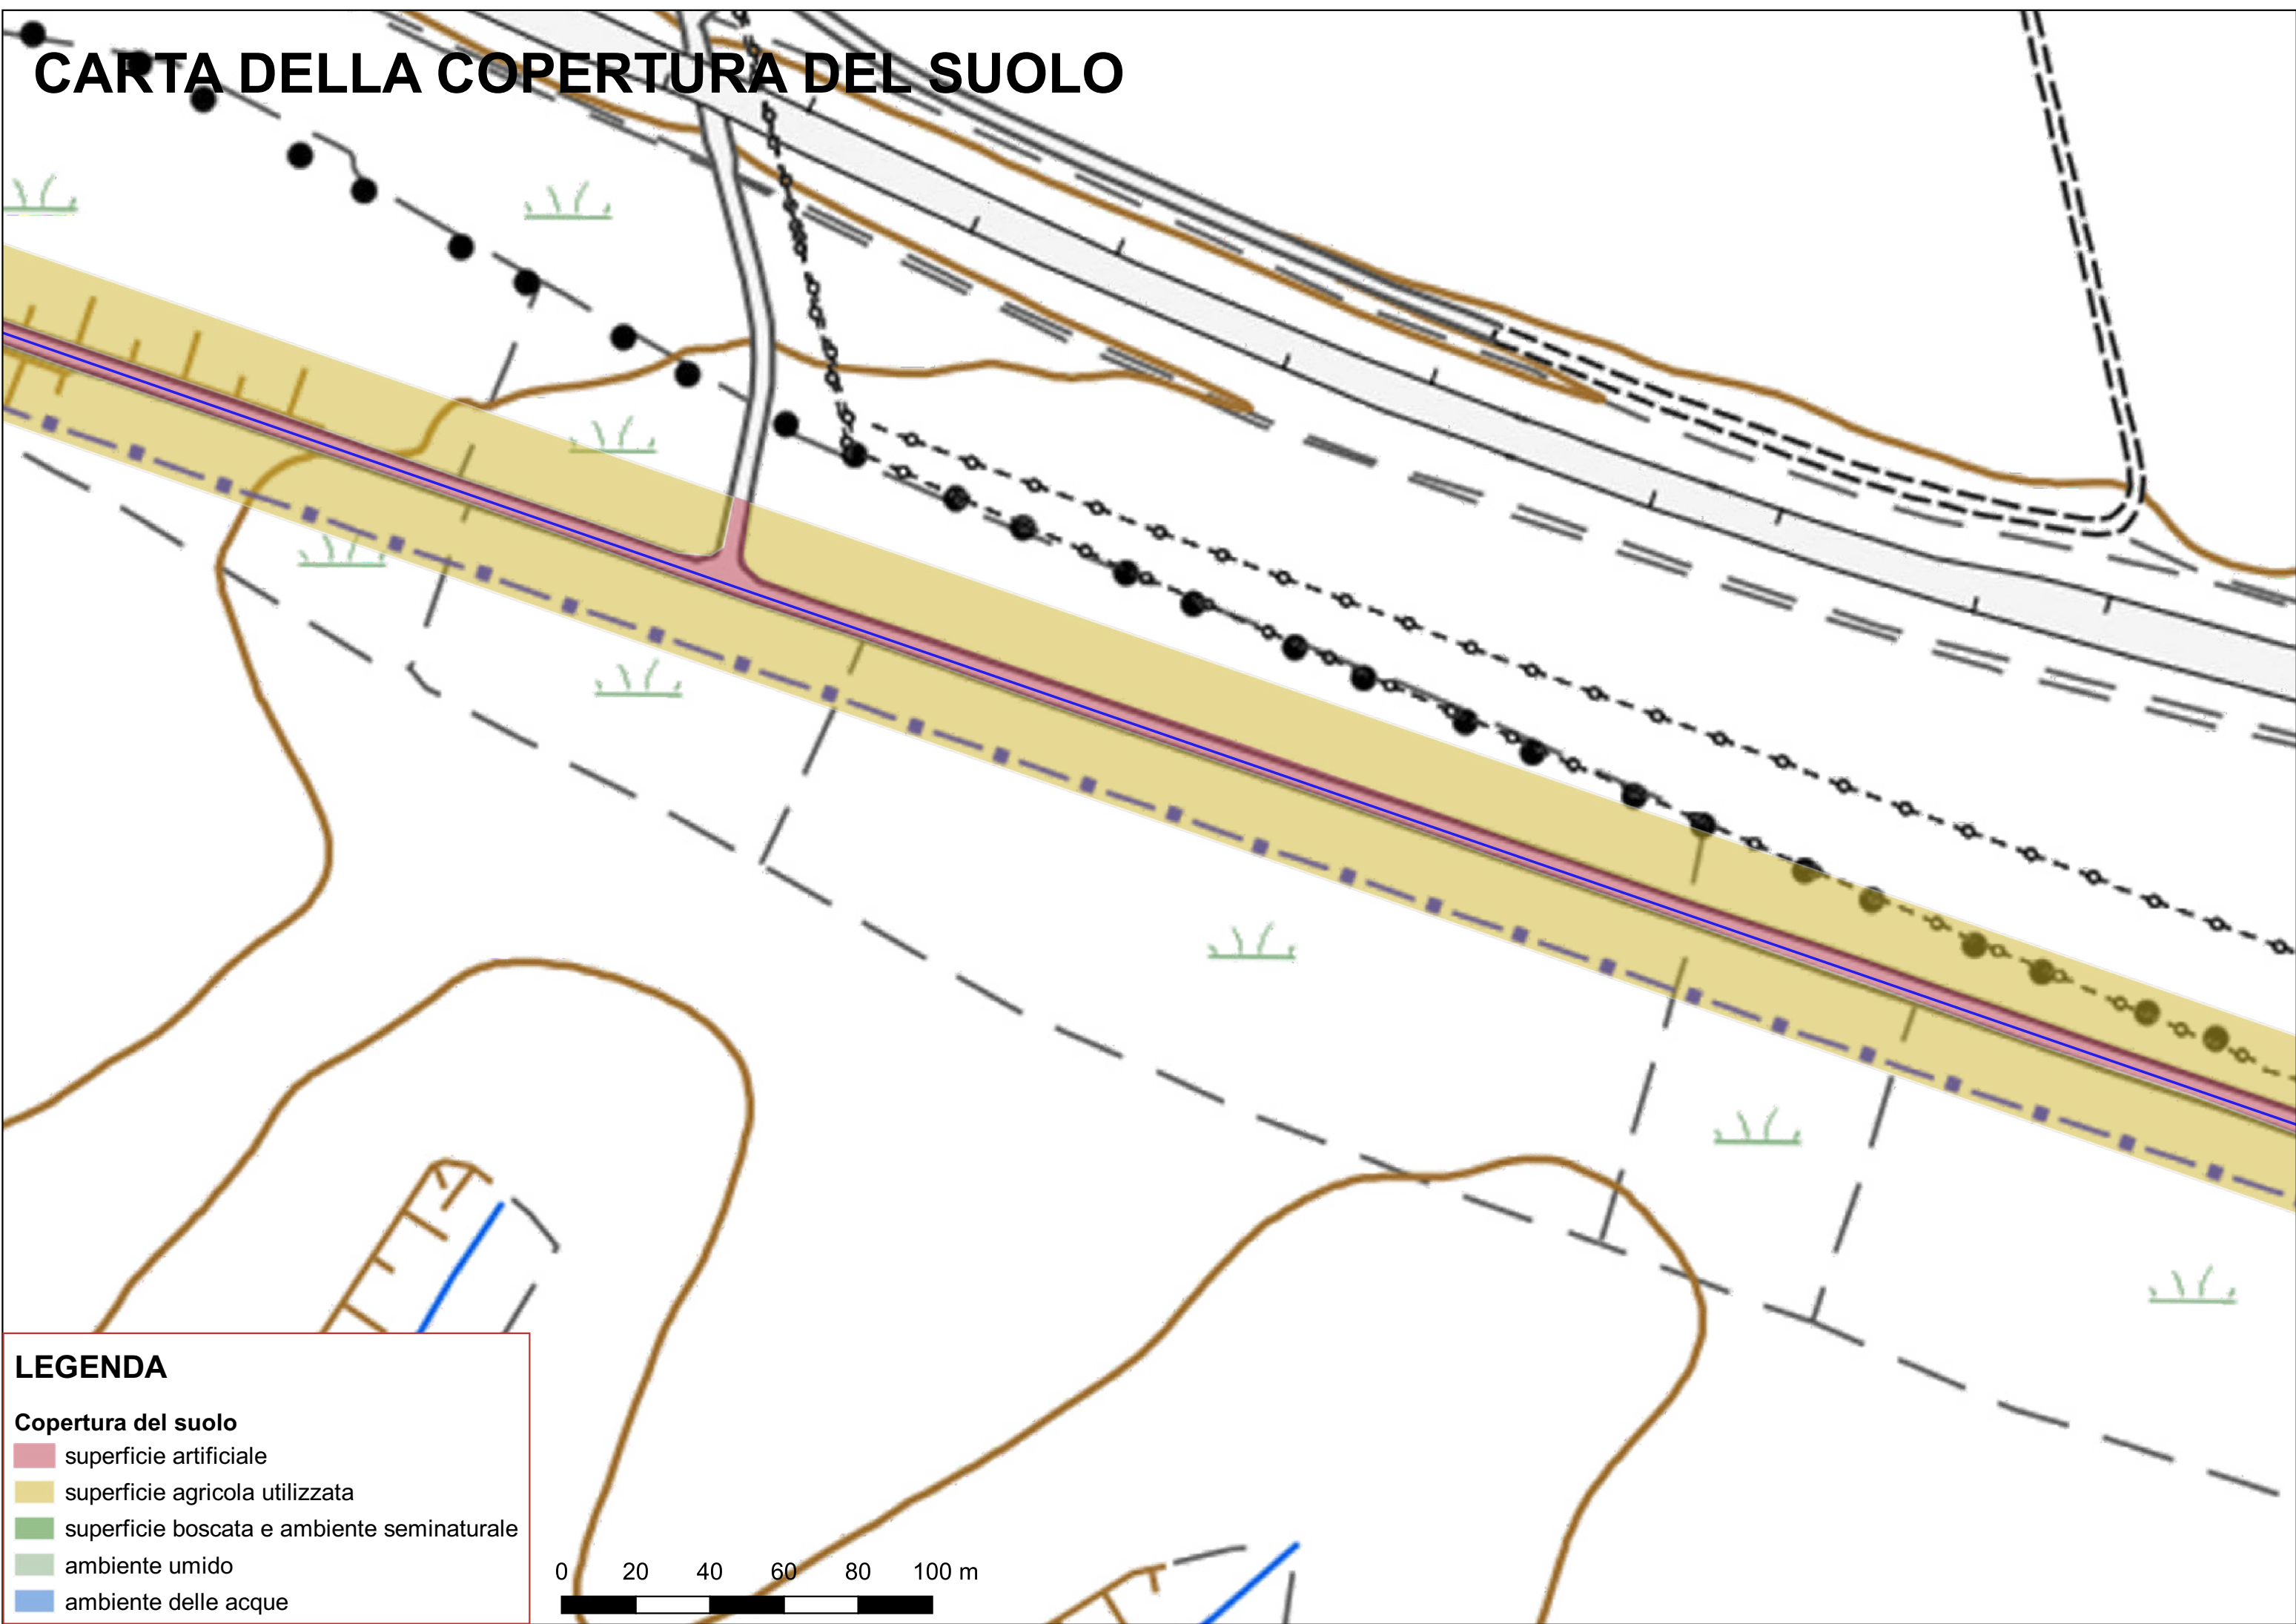 CARTA DELLA COPERTURA DEL SUOLO
LEGENDA
Copertura del suolo
superficie artificiale
superficie agricola utilizzata
superficie boscata e ambiente seminaturale
ambiente umido
ambiente delle acque
0 20 40 60 80 100 m